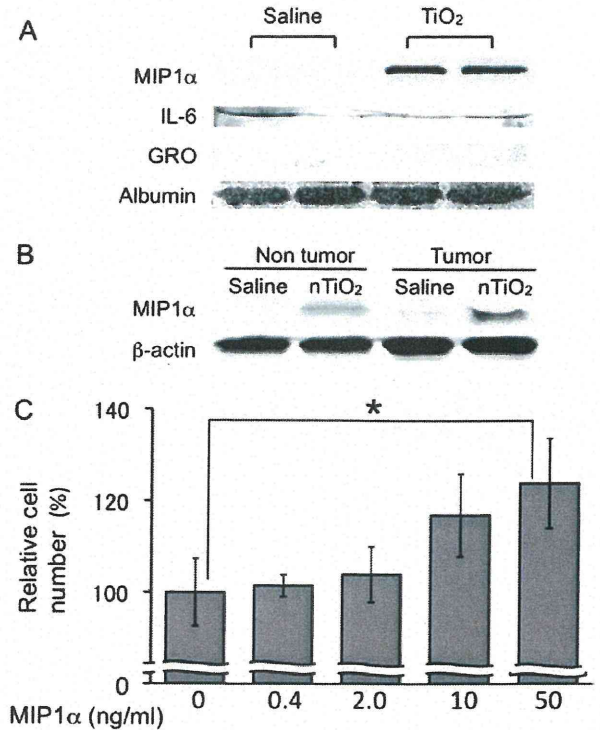 A
Saline TiO₂
MIP1α
IL-6
GRO
Albumin
B
Non tumor Tumor
Saline nTiO₂ Saline nTiO₂
MIP1α
β-actin
C
*
140
120
100
0
Relative cell
number (%)
0 0.4 2.0 10 50
MIP1α (ng/ml)